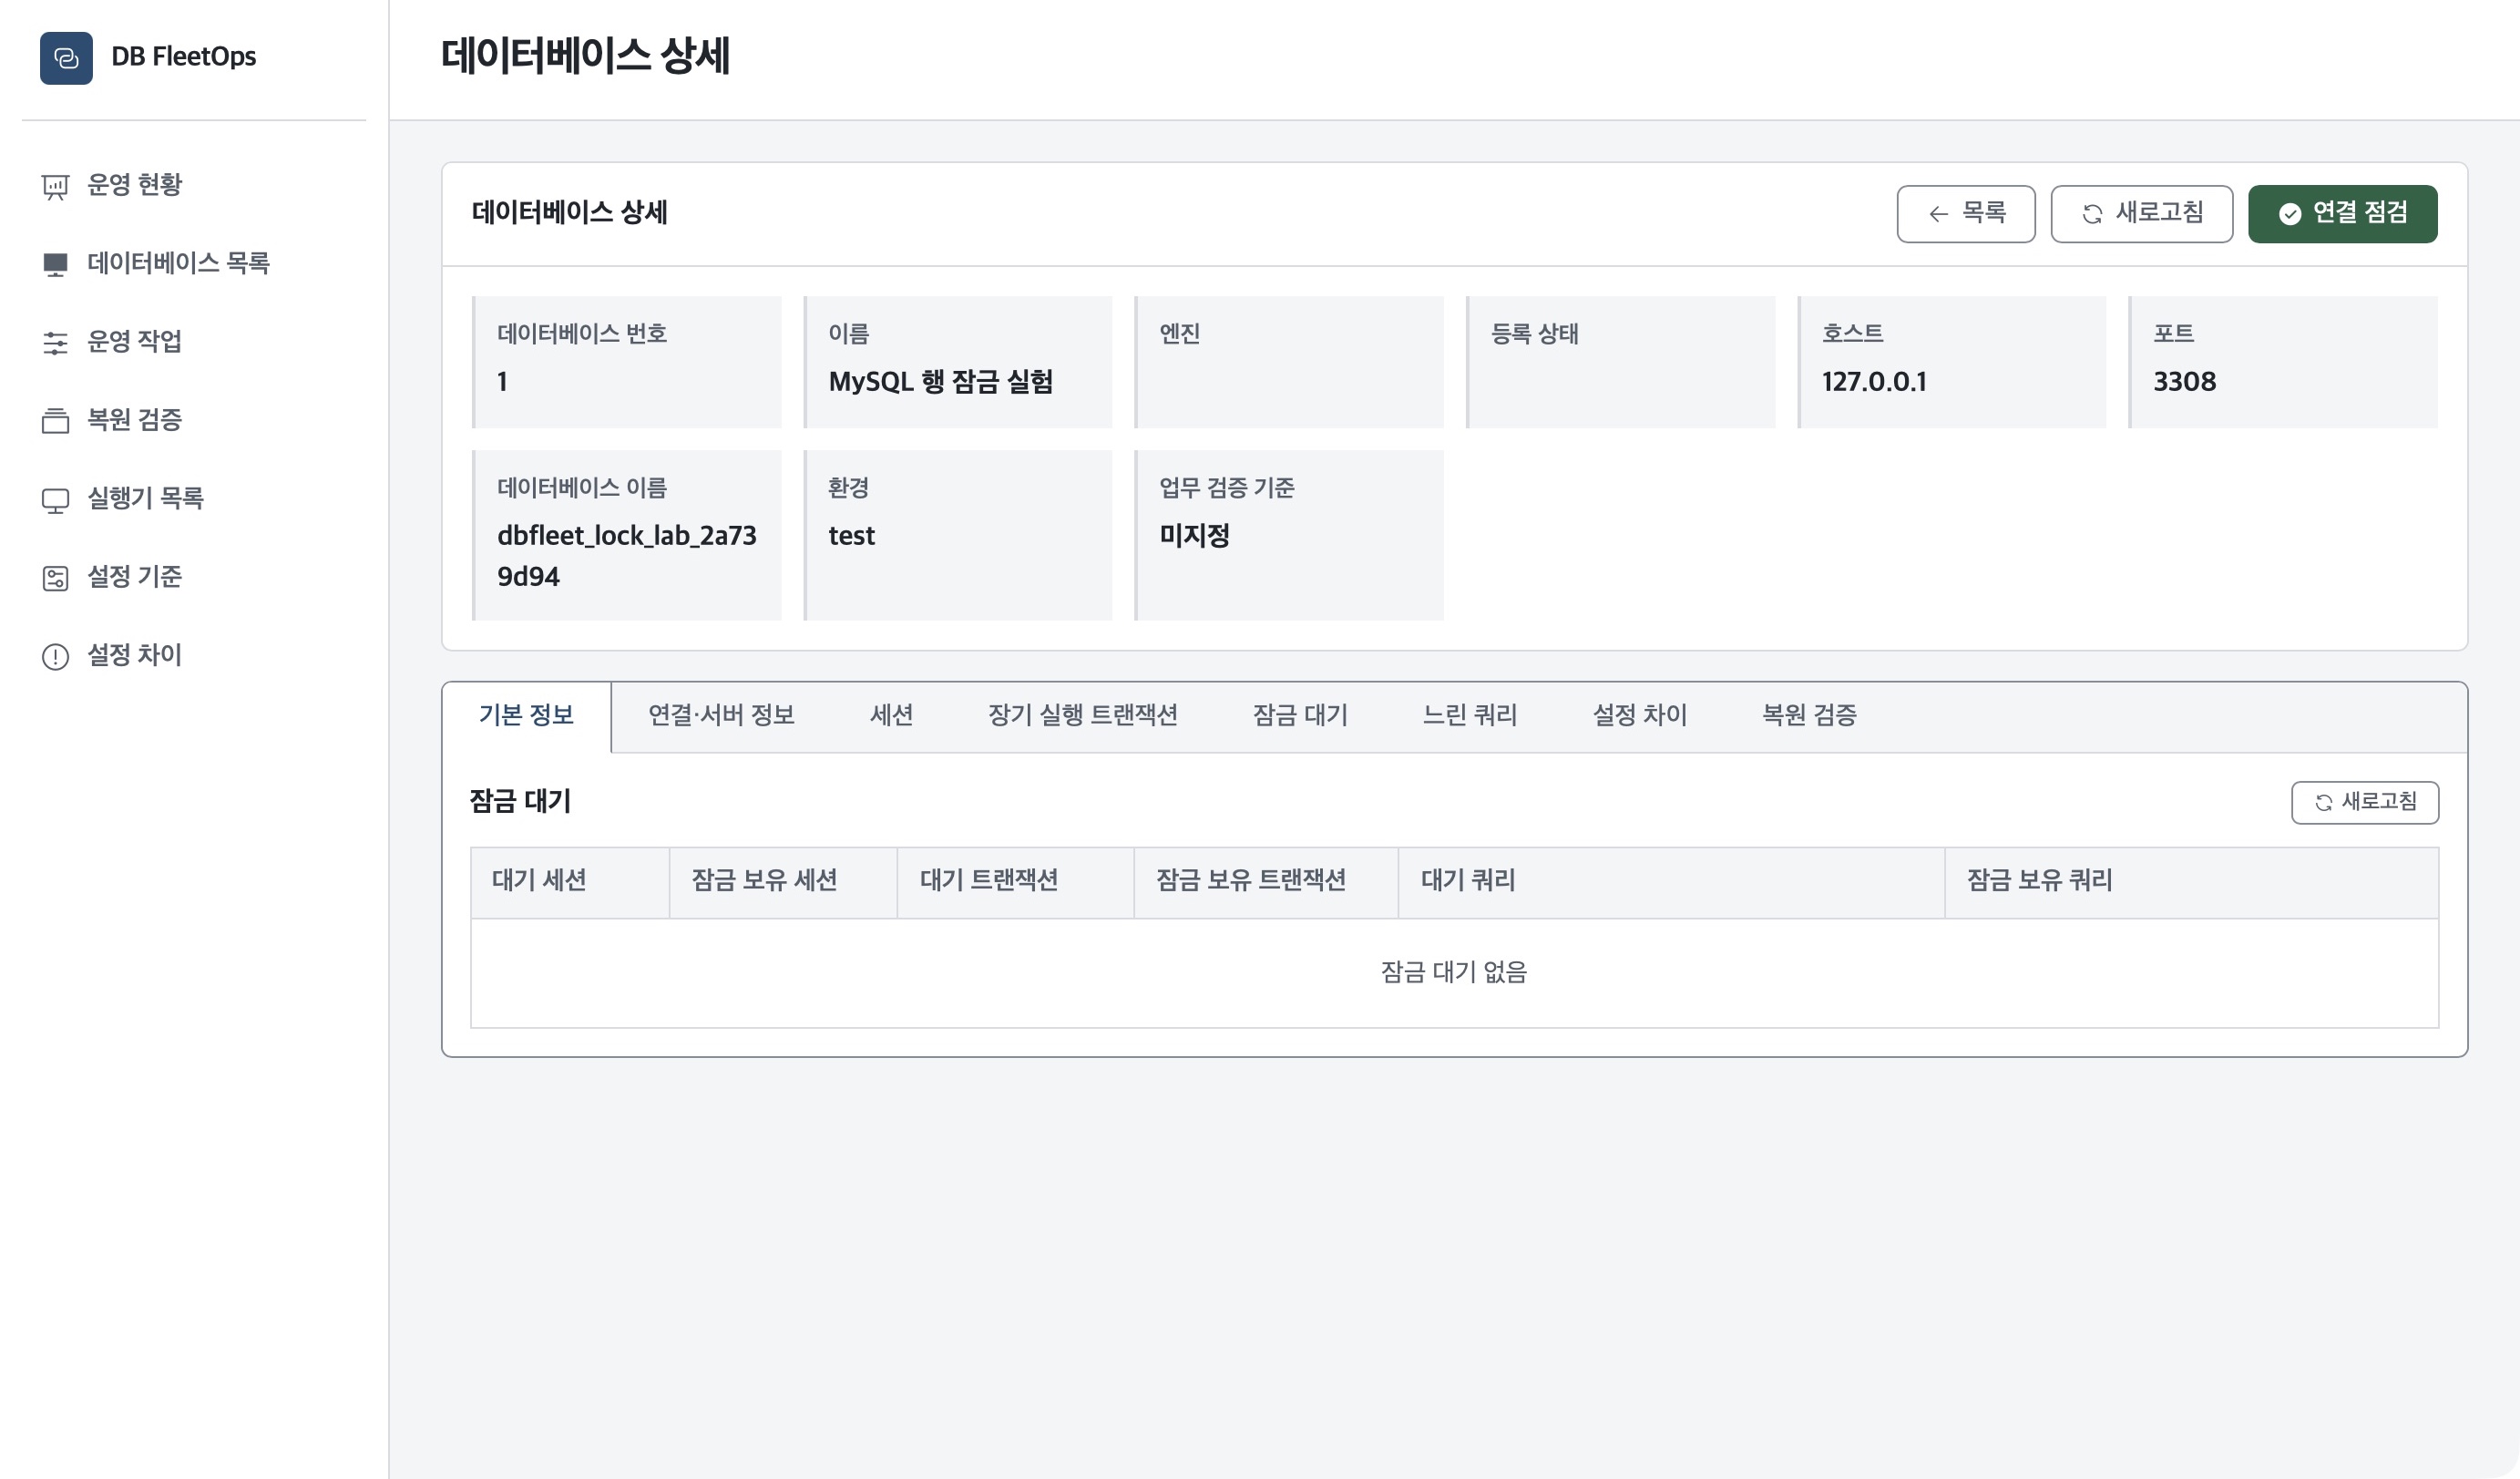 DB FleetOps
운영 현황
데이터베이스 목록
운영 작업
복원 검증
실행기 목록
설정 기준
설정 차이
데이터베이스 상세
데이터베이스 상세
목록
새로고침
연결 점검
데이터베이스 번호
1
이름
MySQL 행 잠금 실험
엔진
등록 상태
호스트
127.0.0.1
포트
3308
데이터베이스 이름
dbfleet_lock_lab_2a73
9d94
환경
test
업무 검증 기준
미지정
기본 정보
연결·서버 정보
세션
장기 실행 트랜잭션
잠금 대기
느린 쿼리
설정 차이
복원 검증
잠금 대기
새로고침
대기 세션
잠금 보유 세션
대기 트랜잭션
잠금 보유 트랜잭션
대기 쿼리
잠금 보유 쿼리
잠금 대기 없음